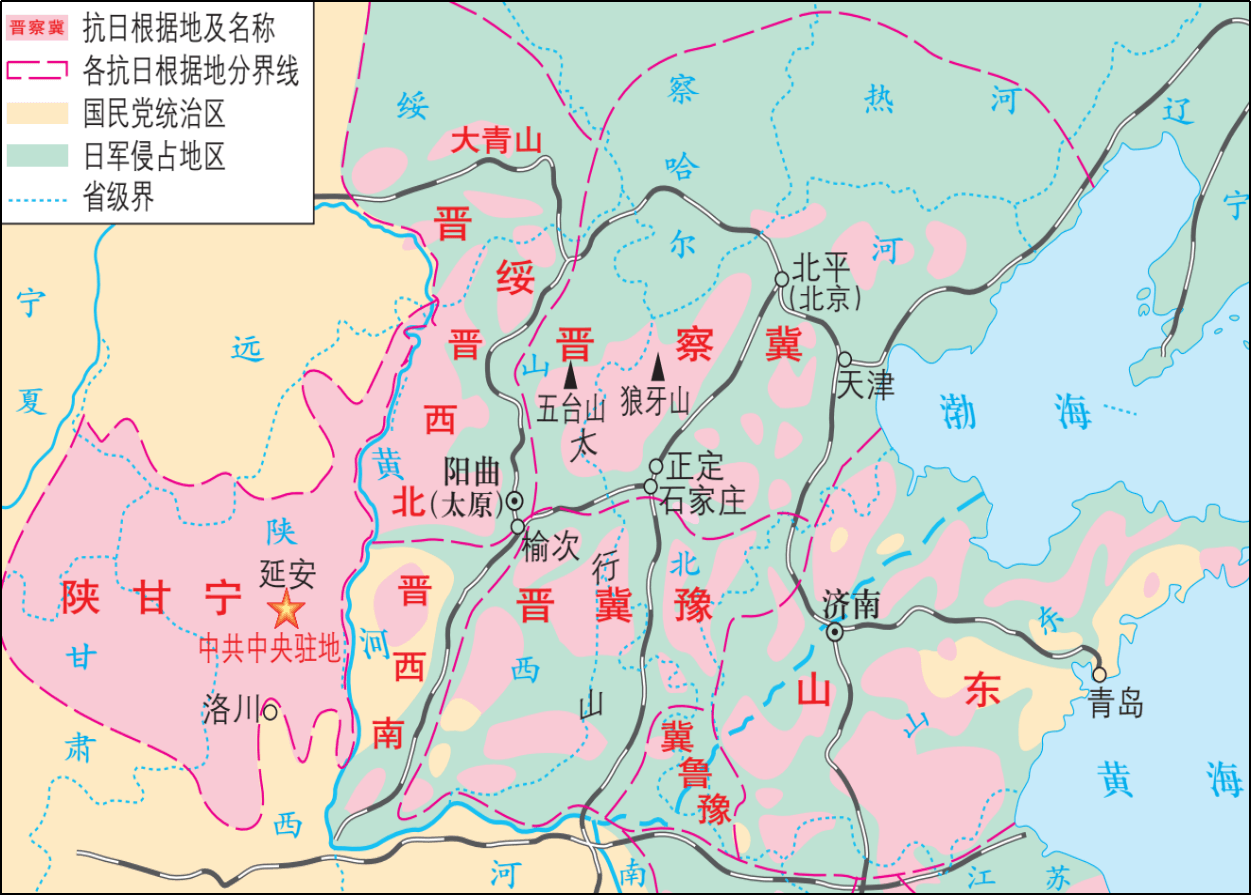 晋察冀 抗日根据地及名称
各抗日根据地分界线
国民党统治区
日军侵占地区
省级界
绥
远
察
哈
尔
热
河
辽
宁
大青山
晋
绥
晋
西
北
晋
察
冀
北平
(北京)
天津
山
五台山
狼牙山
太
行
山
渤海
宁
夏
黄
河
阳曲
(太原)
榆次
正定
石家庄
河
北
陕
西
延安
陕甘宁
中共中央驻地
甘
肃
洛川
晋
西
南
晋
冀
豫
西
济南
山
东
山
东
青岛
冀
鲁
豫
黄海
河
南
江
苏